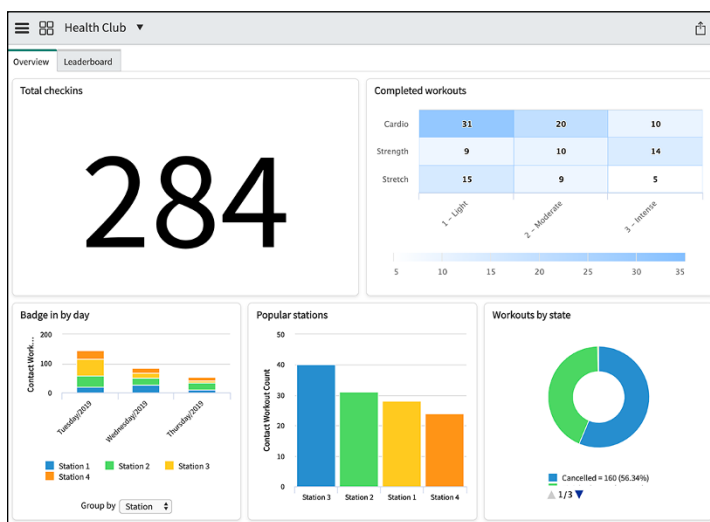 Health Club ▼
Overview
Leaderboard
Total checkins
284
Completed workouts
Cardio 31 20 10
Strength 9 10 14
Stretch 15 9 5
1 - Light
2 - Moderate
3 - Intense
5 10 15 20 25 30 35
Badge in by day
Contact Work...
200
100
0
Tuesday/2019
Wednesday/2019
Thursday/2019
Station 1 Station 2 Station 3
Station 4
Group by Station
Popular stations
Contact Workout Count
50
40
30
20
10
0
Station 3 Station 2 Station 1 Station 4
Workouts by state
Cancelled = 160 (56.34%)
▲ 1/3 ▼